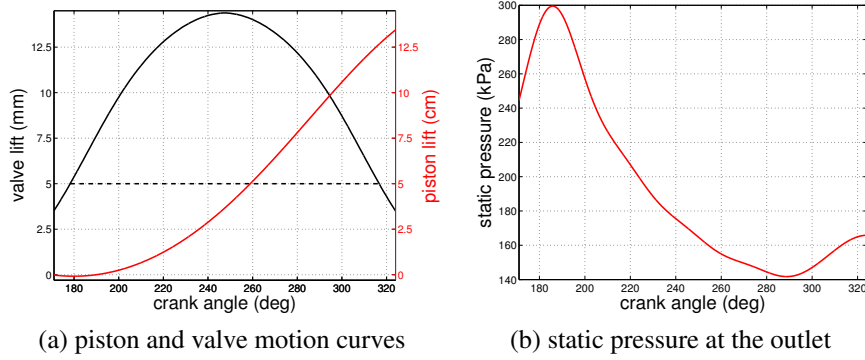 12.5
10
7.5
5
2.5
0
valve lift (mm)
180 200 220 240 260 280 300 320
crank angle (deg)
12.5
10
7.5
5
2.5
0
piston lift (cm)
(a) piston and valve motion curves
300
280
260
240
220
200
180
160
140
static pressure (kPa)
180 200 220 240 260 280 300 320
crank angle (deg)
(b) static pressure at the outlet